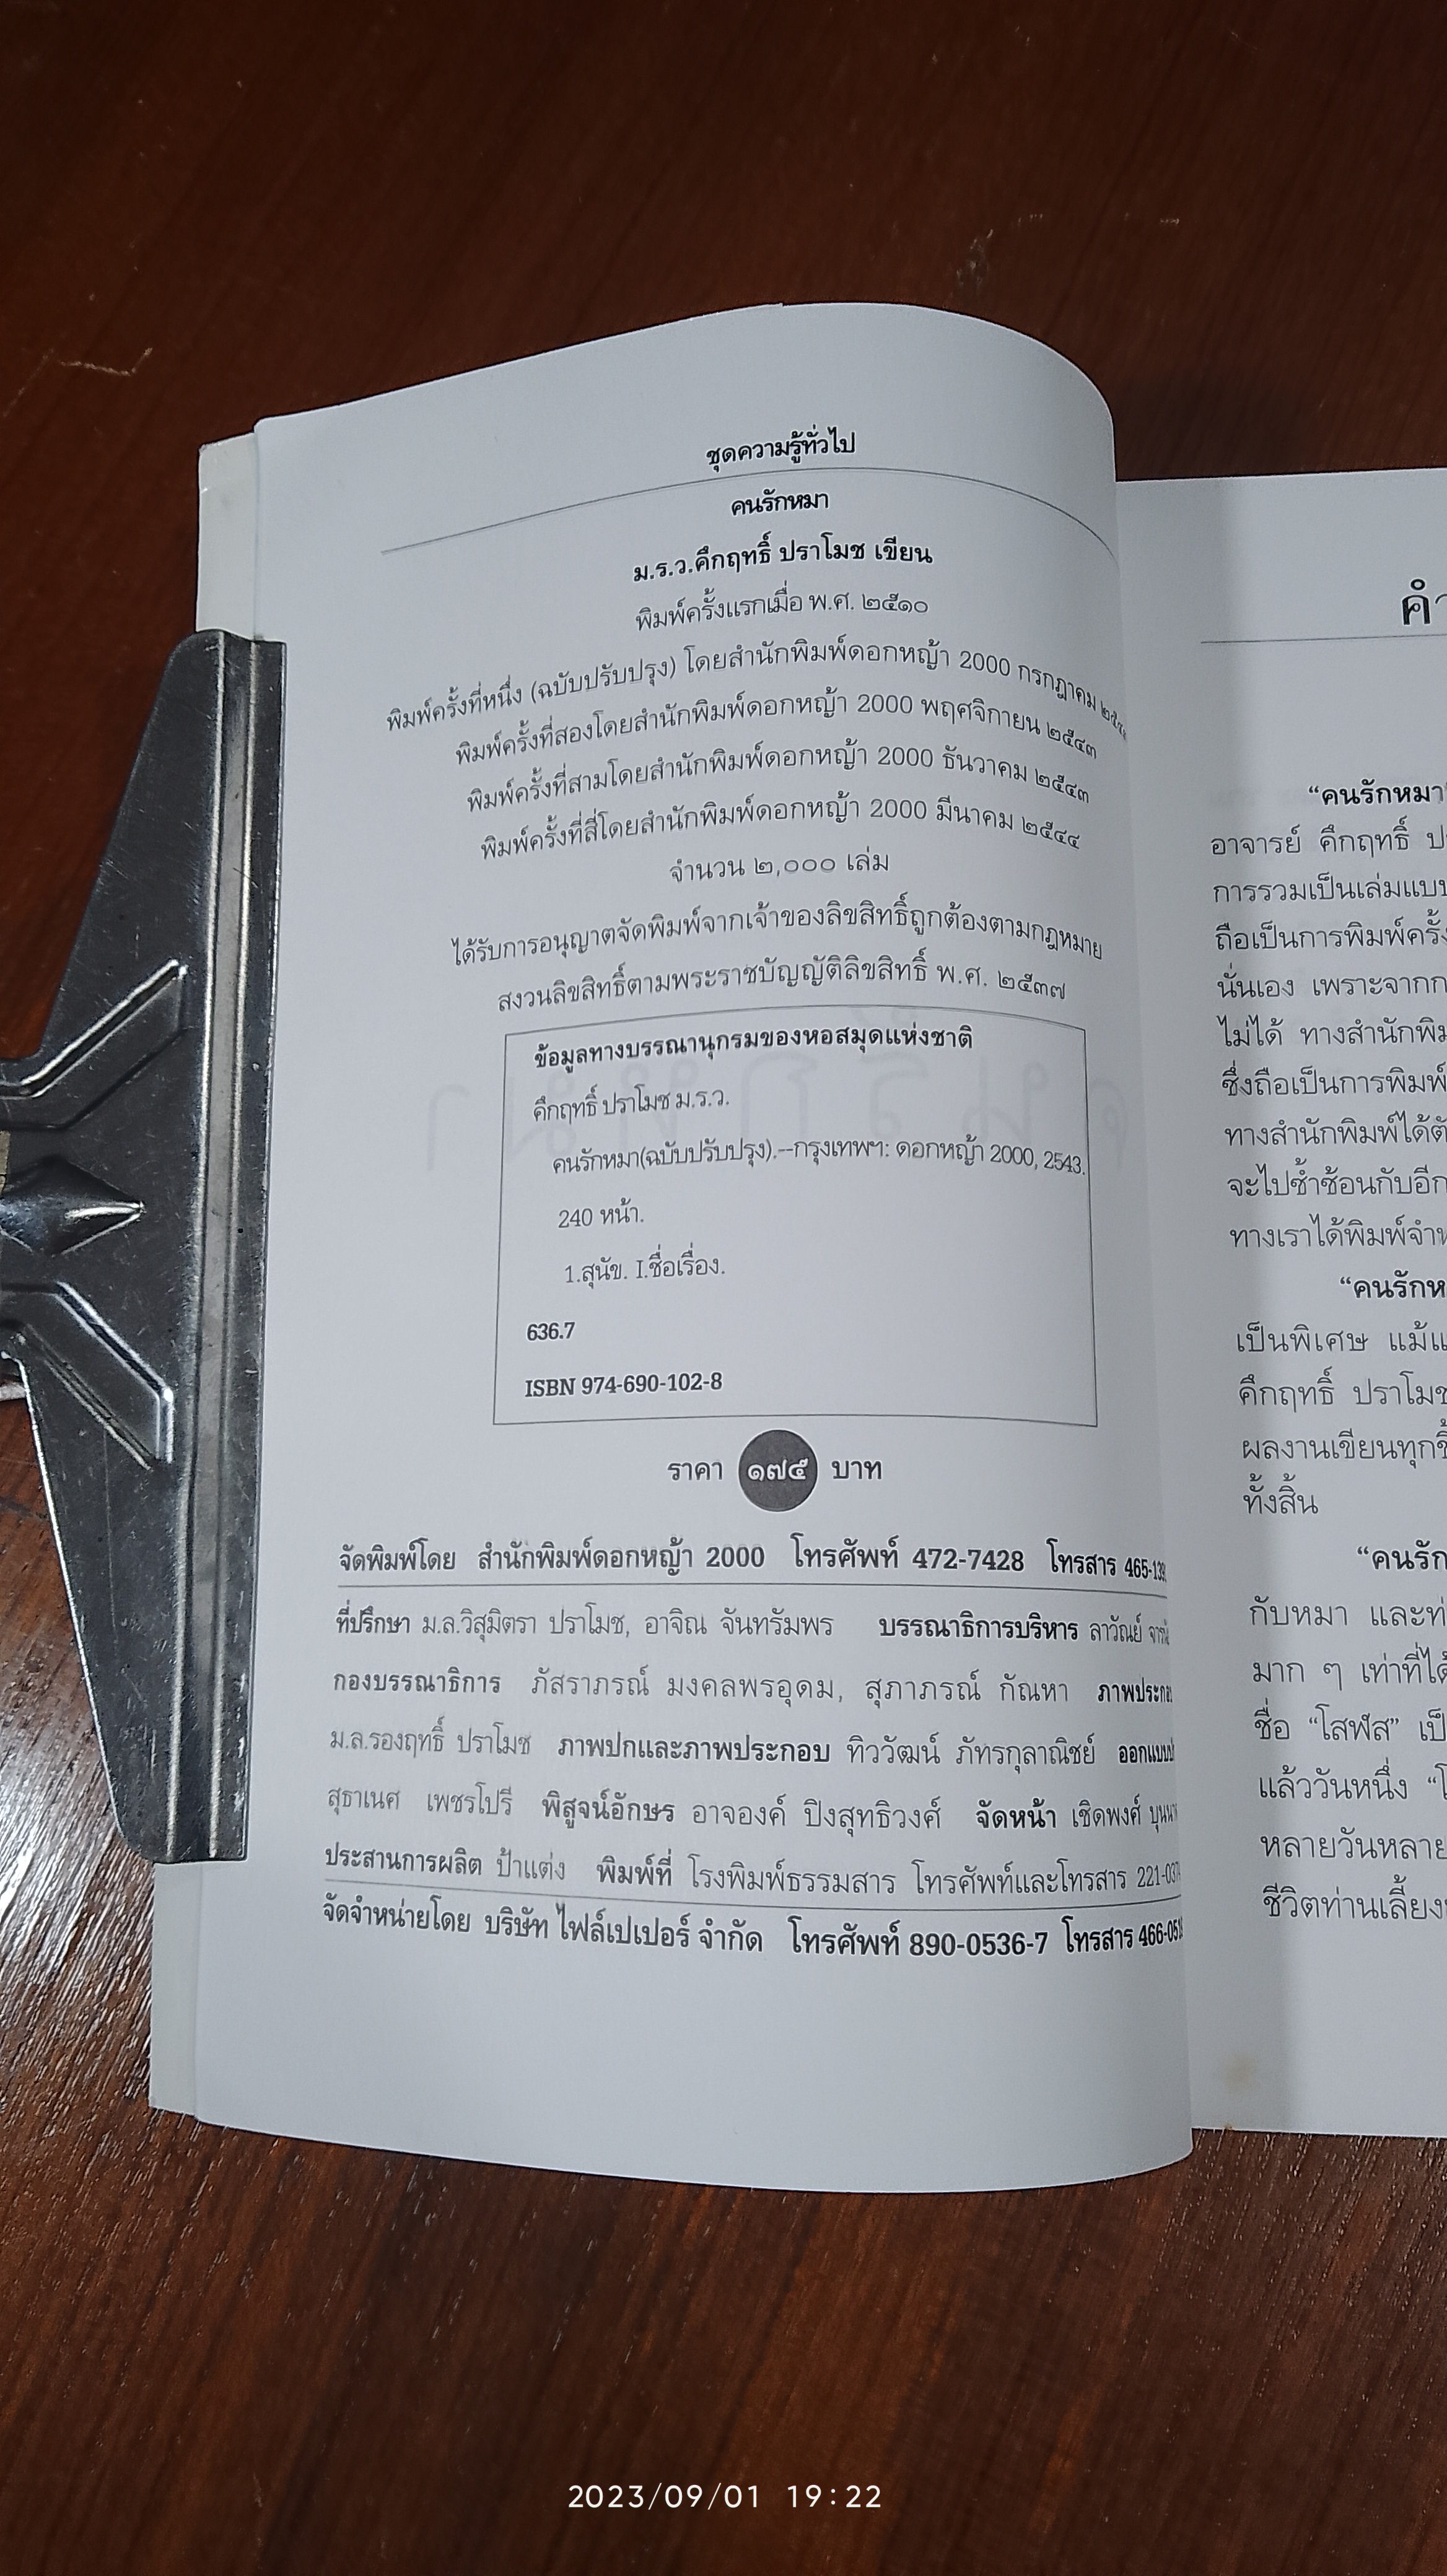 ชุดความรู้ทั่วไป
คนรักหมา
ม.ร.ว.คึกฤทธิ์ ปราโมช เขียน
พิมพ์ครั้งแรกเมื่อ พ.ศ. ๒๕๑๐
พิมพ์ครั้งที่หนึ่ง (ฉบับปรับปรุง) โดยสำนักพิมพ์ดอกหญ้า 2000 กรกฎาคม
พิมพ์ครั้งที่สองโดยสำนักพิมพ์ดอกหญ้า 2000 พฤศจิกายน ๒๕๔๓
พิมพ์ครั้งที่สามโดยสำนักพิมพ์ดอกหญ้า 2000 ธันวาคม ๒๕๔๓
พิมพ์ครั้งที่สี่โดยสำนักพิมพ์ดอกหญ้า 2000 มีนาคม ๒๕๔๔
จำนวน ๒,๐๐๐ เล่ม
ได้รับการอนุญาตจัดพิมพ์จากเจ้าของลิขสิทธิ์ถูกต้องตามกฎหมาย
สงวนลิขสิทธิ์ตามพระราชบัญญัติลิขสิทธิ์ พ.ศ. ๒๕๓๗
ข้อมูลทางบรรณานุกรมของหอสมุดแห่งชาติ
คึกฤทธิ์ ปราโมช ม.ร.ว.
คนรักหมา(ฉบับปรับปรุง).--กรุงเทพฯ: ดอกหญ้า 2000, 2543.
240 หน้า.
1.สุนัข. I.ชื่อเรื่อง.
636.7
ISBN 974-690-102-8
ราคา ๑๗๕ บาท
จัดพิมพ์โดย สำนักพิมพ์ดอกหญ้า 2000 โทรศัพท์ 472-7428 โทรสาร
ที่ปรึกษา ม.ล.วิสุมิตรา ปราโมช, อาจิณ จันทรัมพร บรรณาธิการบริหาร ลาวัณย์
กองบรรณาธิการ ภัสราภรณ์ มงคลพรอุดม, สุภาภรณ์ กัณหา ภาพประกอบ
ม.ล.รองฤทธิ์ ปราโมช ภาพปกและภาพประกอบ ทิววัฒน์ ภัทรกุลาณิชย์
สุธาเนศ เพชรโปรี พิสูจน์อักษร อาจองค์ ปิงสุทธิวงศ์ จัดหน้า เชิดพงศ์
ประสานการผลิต ป้าแต่ง พิมพ์ที่ โรงพิมพ์ธรรมสาร โทรศัพท์และโทรสาร
จัดจำหน่ายโดย บริษัท ไฟล์เปเปอร์ จำกัด โทรศัพท์ 890-0536-7 โทรสาร
“คนรักหมา
อาจารย์ คึกฤทธิ์
การรวมเป็นเล่มแบบ
ถือเป็นการพิมพ์ครั้ง
นั่นเอง เพราะจาก
ไม่ได้ ทางสำนักพิม
ซึ่งถือเป็นการพิมพ์
ทางสำนักพิมพ์ได้
จะไปซ้ำซ้อนกับอีก
ทางเราได้พิมพ์
“คนรัก
เป็นพิเศษ
คึกฤทธิ์ ปราโมช
ผลงานเขียนทุก
ทั้งสิ้น
“คนรัก
กับหมา
มาก ๆ เท่าที่ได้
ชื่อ “โสฬส”
แล้ววันหนึ่ง
หลายวันหลาย
ชีวิตท่านเลี้ยง
2023/09/01 19:22